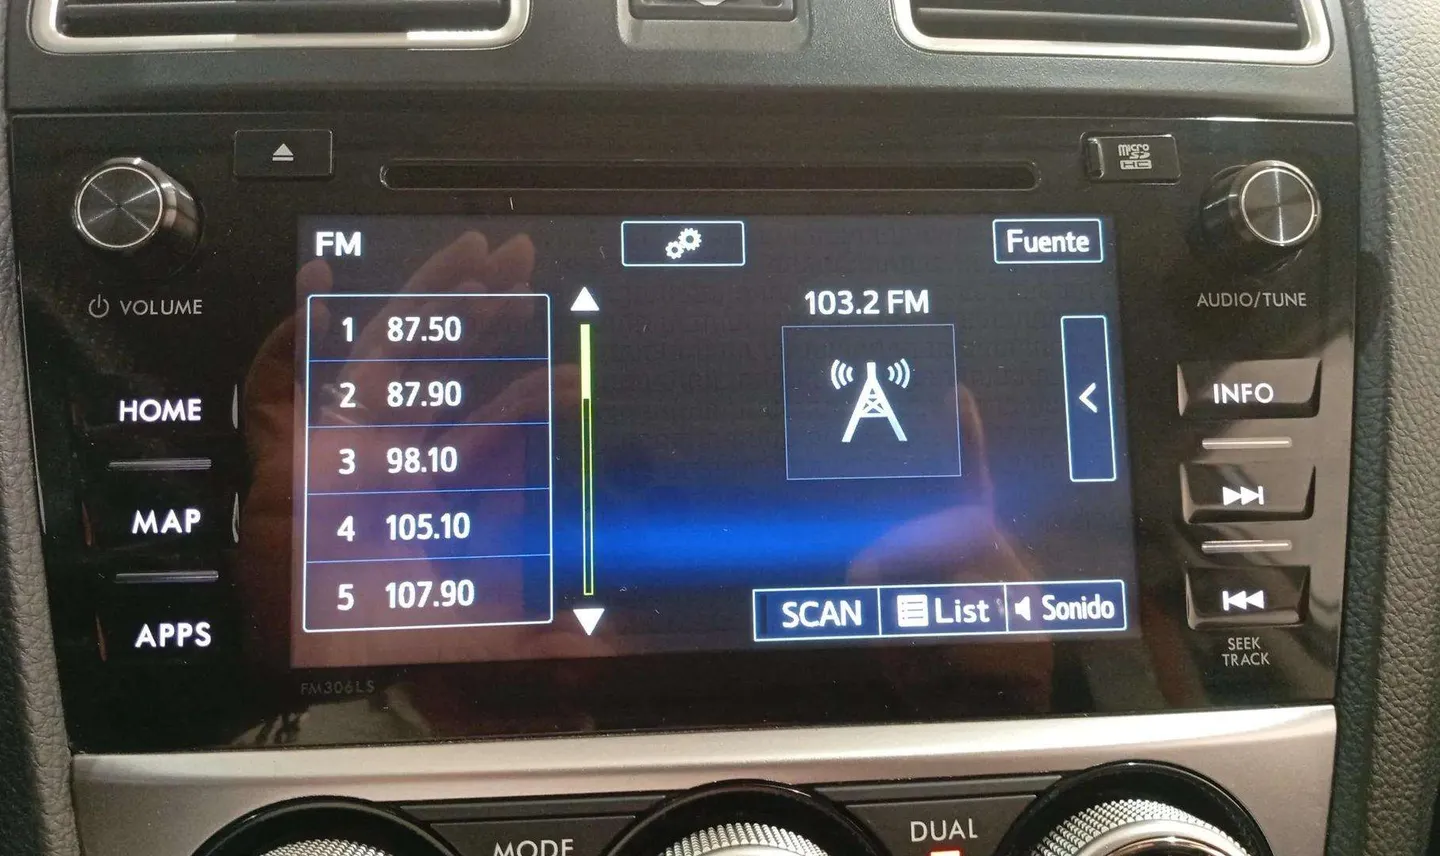 micro SD HC
FM
Fuente
VOLUME
AUDIO/TUNE
103.2 FM
1 87.50
2 87.90
3 98.10
4 105.10
5 107.90
HOME
MAP
APPS
INFO
SCAN
List
Sonido
SEEK
TRACK
FM306LS
MODE
DUAL